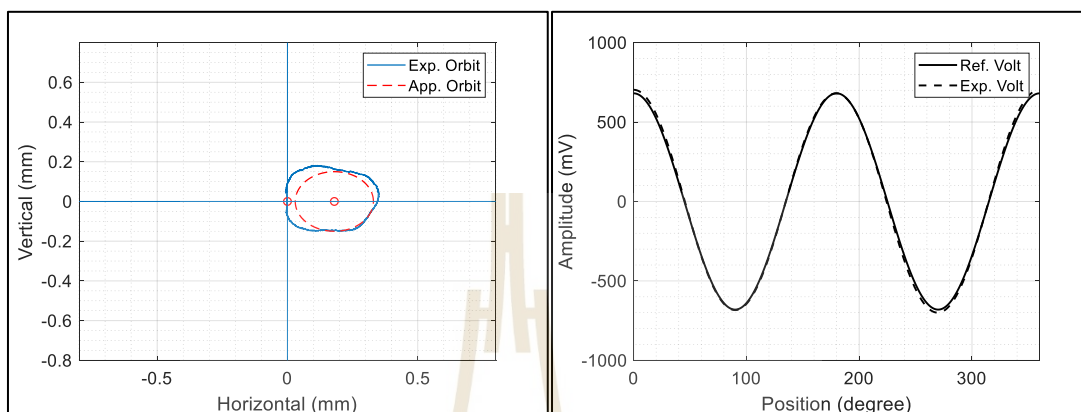 Exp. Orbit
App. Orbit
Vertical (mm)
0.6
0.4
0.2
0
-0.2
-0.4
-0.6
-0.8
-0.5
0
0.5
Horizontal (mm)
Ref. Volt
Exp. Volt
Amplitude (mV)
1000
500
0
-500
-1000
0
100
200
300
Position (degree)